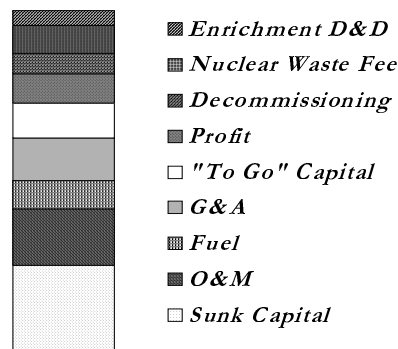 Enrichment D&D
Nuclear Waste Fee
Decommissioning
Profit
"To Go" Capital
G&A
Fuel
O&M
Sunk Capital